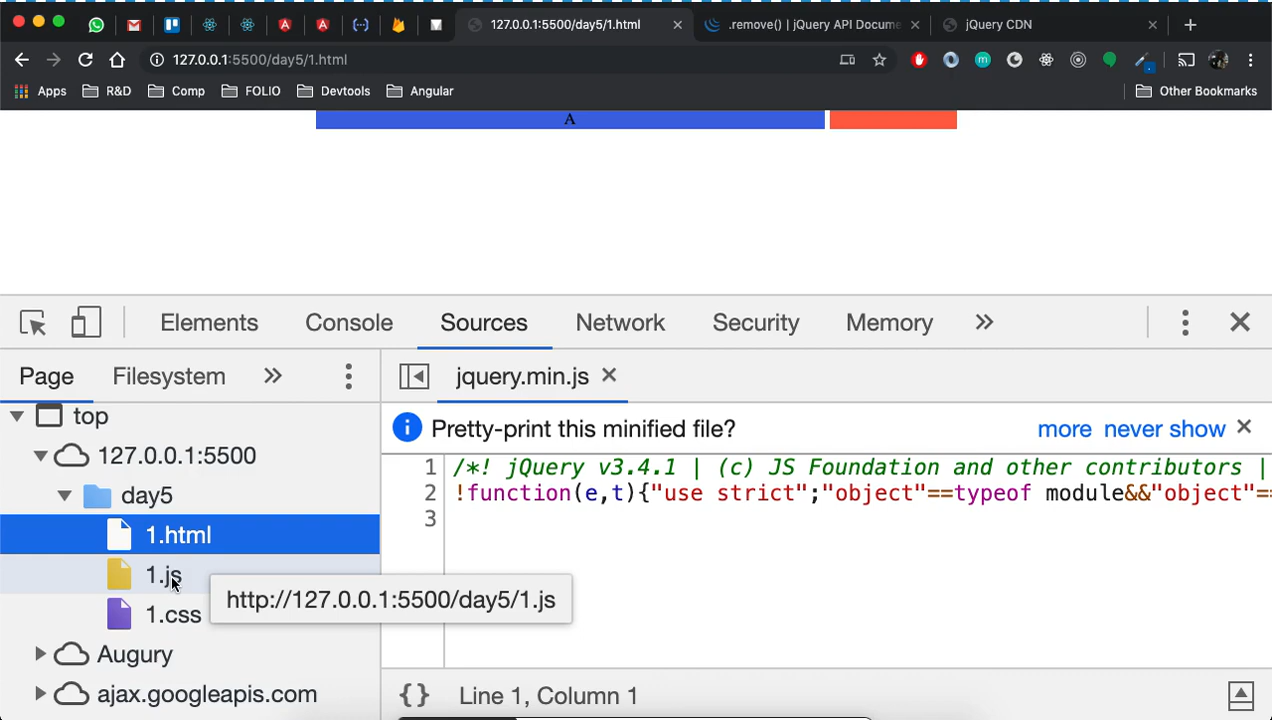 127.0.0.1:5500/day5/1.html
.remove() | jQuery API Docume
jQuery CDN
127.0.0.1:5500/day5/1.html
Apps R&D Comp FOLIO Devtools Angular Other Bookmarks
A
Elements Console Sources Network Security Memory
Page Filesystem jquery.min.js
top
Pretty-print this minified file? more never show
127.0.0.1:5500
day5
1.html
1.js
http://127.0.0.1:5500/day5/1.js
1.css
Augury
ajax.googleapis.com
1 /*! jQuery v3.4.1 | (c) JS Foundation and other contributors |
2 !function(e,t){"use strict";"object"==typeof module&&"object"==
3
{} Line 1, Column 1